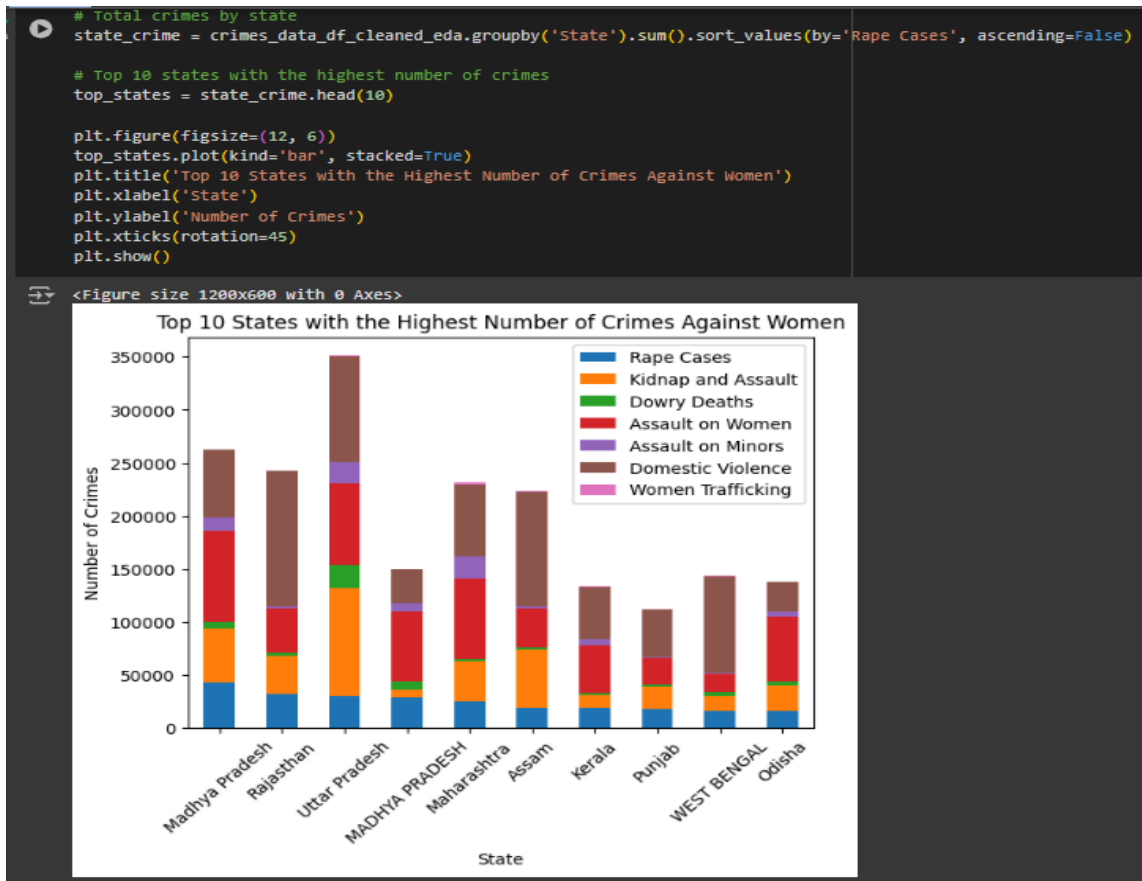 # Total crimes by state
state_crime = crimes_data_df_cleaned_eda.groupby('State').sum().sort_values(by='Rape Cases', ascending=False)
# Top 10 states with the highest number of crimes
top_states = state_crime.head(10)
plt.figure(figsize=(12, 6))
top_states.plot(kind='bar', stacked=True)
plt.title('Top 10 States with the Highest Number of Crimes Against Women')
plt.xlabel('State')
plt.ylabel('Number of Crimes')
plt.xticks(rotation=45)
plt.show()
<Figure size 1200x600 with 0 Axes>
Top 10 States with the Highest Number of Crimes Against Women
Number of Crimes
350000
300000
250000
200000
150000
100000
50000
0
Rape Cases
Kidnap and Assault
Dowry Deaths
Assault on Women
Assault on Minors
Domestic Violence
Women Trafficking
Madhya Pradesh
Rajasthan
Uttar Pradesh
MADHYA PRADESH
Maharashtra
Assam
Kerala
Punjab
WEST BENGAL
Odisha
State